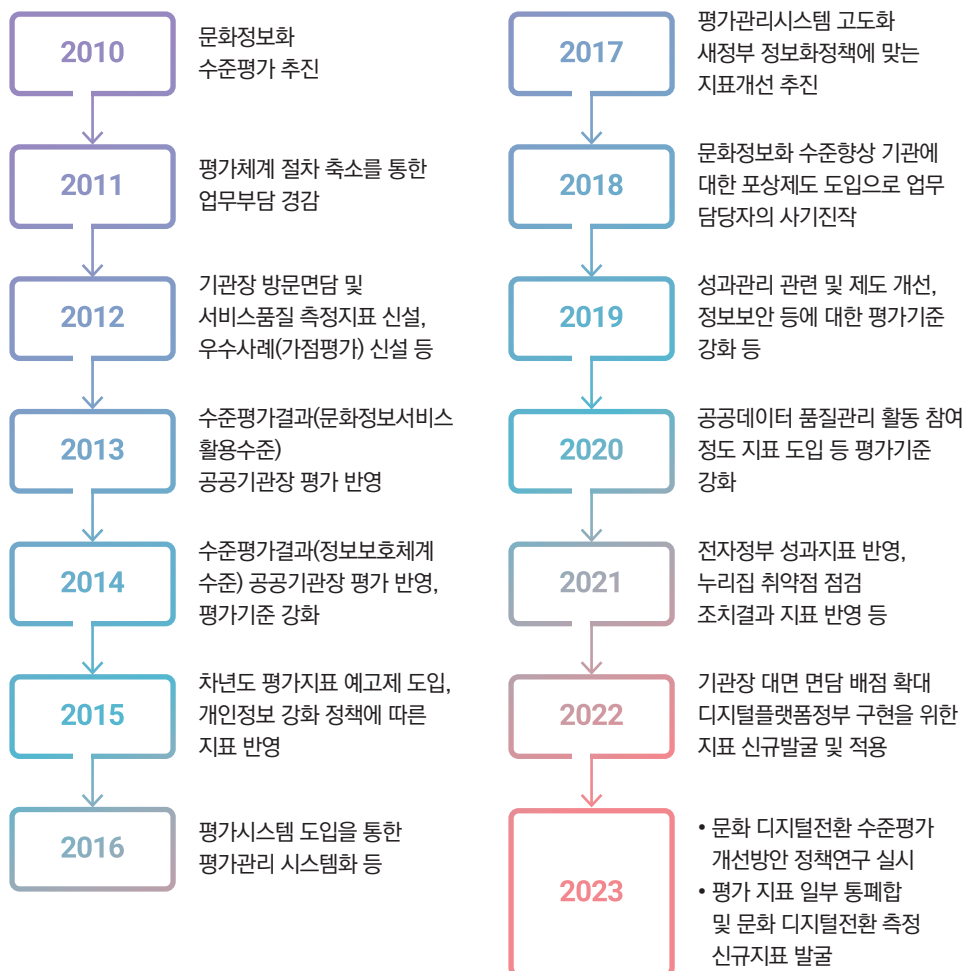 2010
문화정보화
수준평가 추진
2011
평가체계 절차 축소를 통한
업무부담 경감
2012
기관장 방문면담 및
서비스품질 측정지표 신설,
우수사례(가점평가) 신설 등
2013
수준평가결과(문화정보서비스
활용수준)
공공기관장 평가 반영
2014
수준평가결과(정보보호체계
수준) 공공기관장 평가 반영,
평가기준 강화
2015
차년도 평가지표 예고제 도입,
개인정보 강화 정책에 따른
지표 반영
2016
평가시스템 도입을 통한
평가관리 시스템화 등
2017
평가관리시스템 고도화
새정부 정보화정책에 맞는
지표개선 추진
2018
문화정보화 수준향상 기관에
대한 포상제도 도입으로 업무
담당자의 사기진작
2019
성과관리 관련 및 제도 개선,
정보보안 등에 대한 평가기준
강화 등
2020
공공데이터 품질관리 활동 참여
정도 지표 도입 등 평가기준
강화
2021
전자정부 성과지표 반영,
누리집 취약점 점검
조치결과 지표 반영 등
2022
기관장 대면 면담 배점 확대
디지털플랫폼정부 구현을 위한
지표 신규발굴 및 적용
2023
• 문화 디지털전환 수준평가
개선방안 정책연구 실시
• 평가 지표 일부 통폐합
및 문화 디지털전환 측정
신규지표 발굴